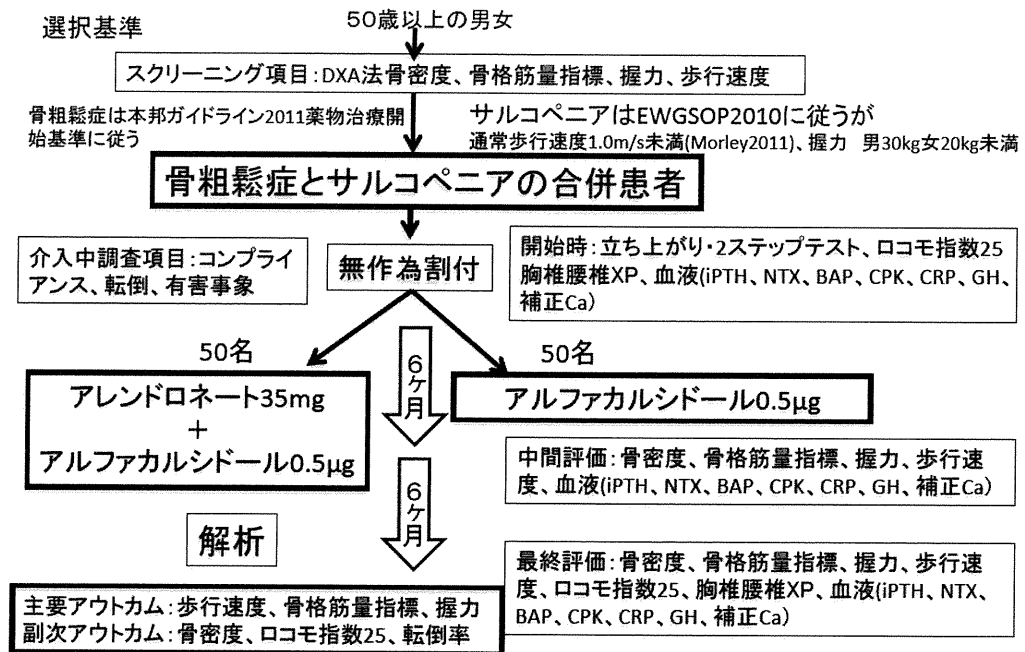 選択基準
50歳以上の男女
スクリーニング項目:DXA法骨密度、骨格筋量指標、握力、歩行速度
骨粗鬆症は本邦ガイドライン2011薬物治療開
始基準に従う
サルコペニアはEWGSOP2010に従うが
通常歩行速度1.0m/s未満(Morley2011)、握力 男30kg女20kg未満
骨粗鬆症とサルコペニアの合併患者
介入中調査項目:コンプライ
アンス、転倒、有害事象
無作為割付
開始時:立ち上がり・2ステップテスト、ロコモ指数25
胸椎腰椎XP、血液(iPTH、NTX、BAP、CPK、CRP、GH、
補正Ca)
50名
50名
アレンドロネート35mg
+
アルファカルシドール0.5μg
6ヶ月
アルファカルシドール0.5μg
中間評価:骨密度、骨格筋量指標、握力、歩行速
度、血液(iPTH、NTX、BAP、CPK、CRP、GH、補正Ca)
6ヶ月
解析
最終評価:骨密度、骨格筋量指標、握力、歩行速
度、ロコモ指数25、胸椎腰椎XP、血液(iPTH、NTX、
BAP、CPK、CRP、GH、補正Ca)
主要アウトカム:歩行速度、骨格筋量指標、握力
副次アウトカム:骨密度、ロコモ指数25、転倒率